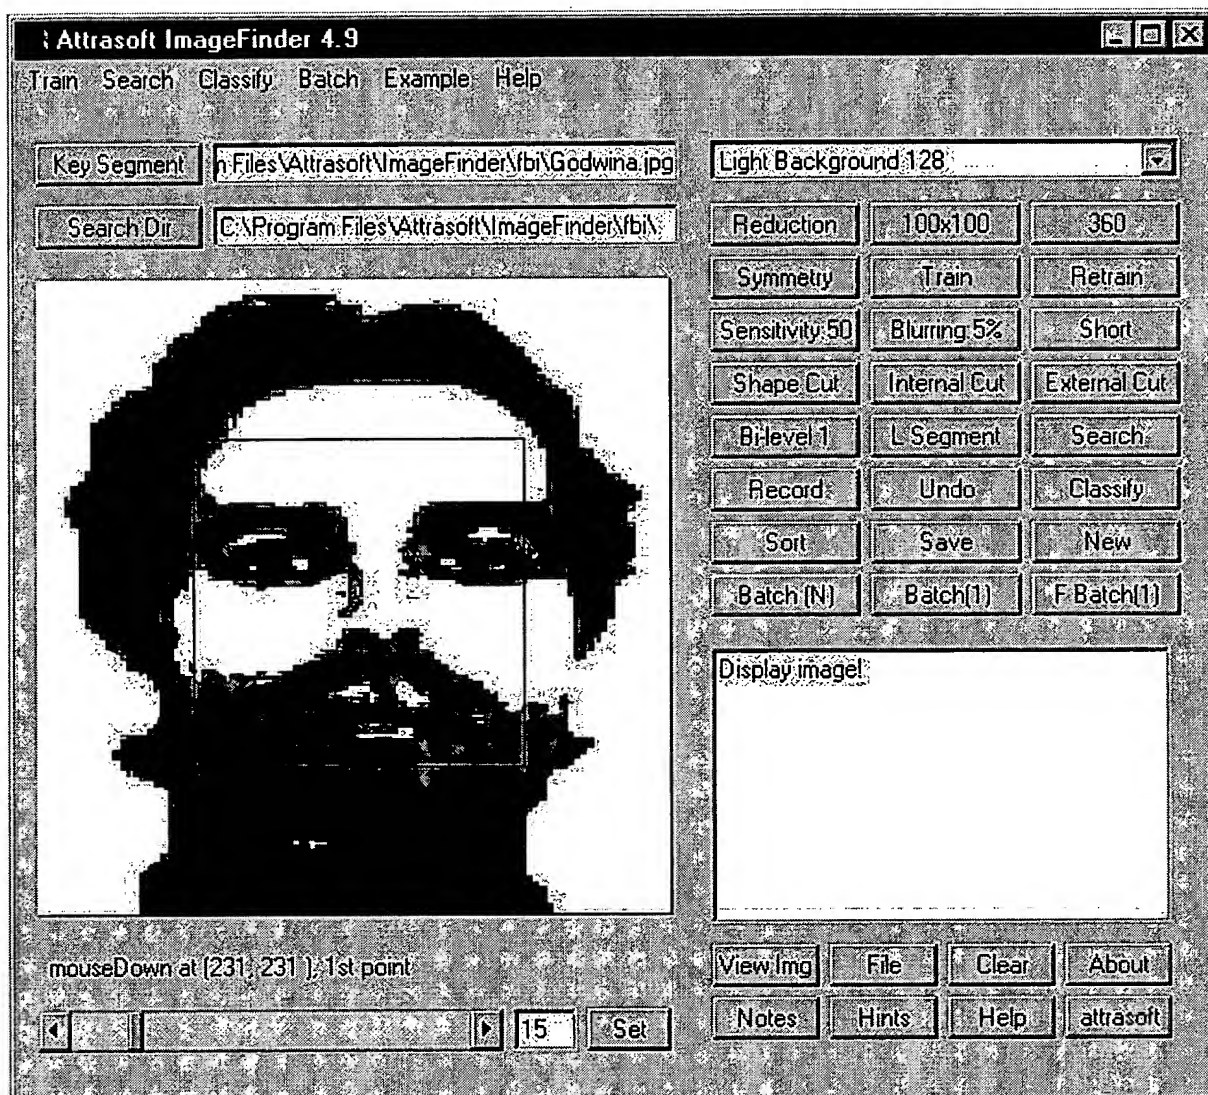 Attrasoft ImageFinder 4.9
Train Search Classify Batch Example Help
Key Segment n Files\Attrasoft\ImageFinder\fbi\Godwina.jpg Light Background 128
Search Dir C:\Program Files\Attrasoft\ImageFinder\fbi\
Reduction 100x100 360
Symmetry Train Retrain
Sensitivity 50 Blurring 5% Short
Shape Cut Internal Cut External Cut
Bi-level 1 L Segment Search
Record Undo Classify
Sort Save New
Batch (N) Batch(1) F Batch(1)
Display image!
mouseDown at (231, 231 ), 1st point
View Img File Clear About
15 Set Notes Hints Help attrasoft